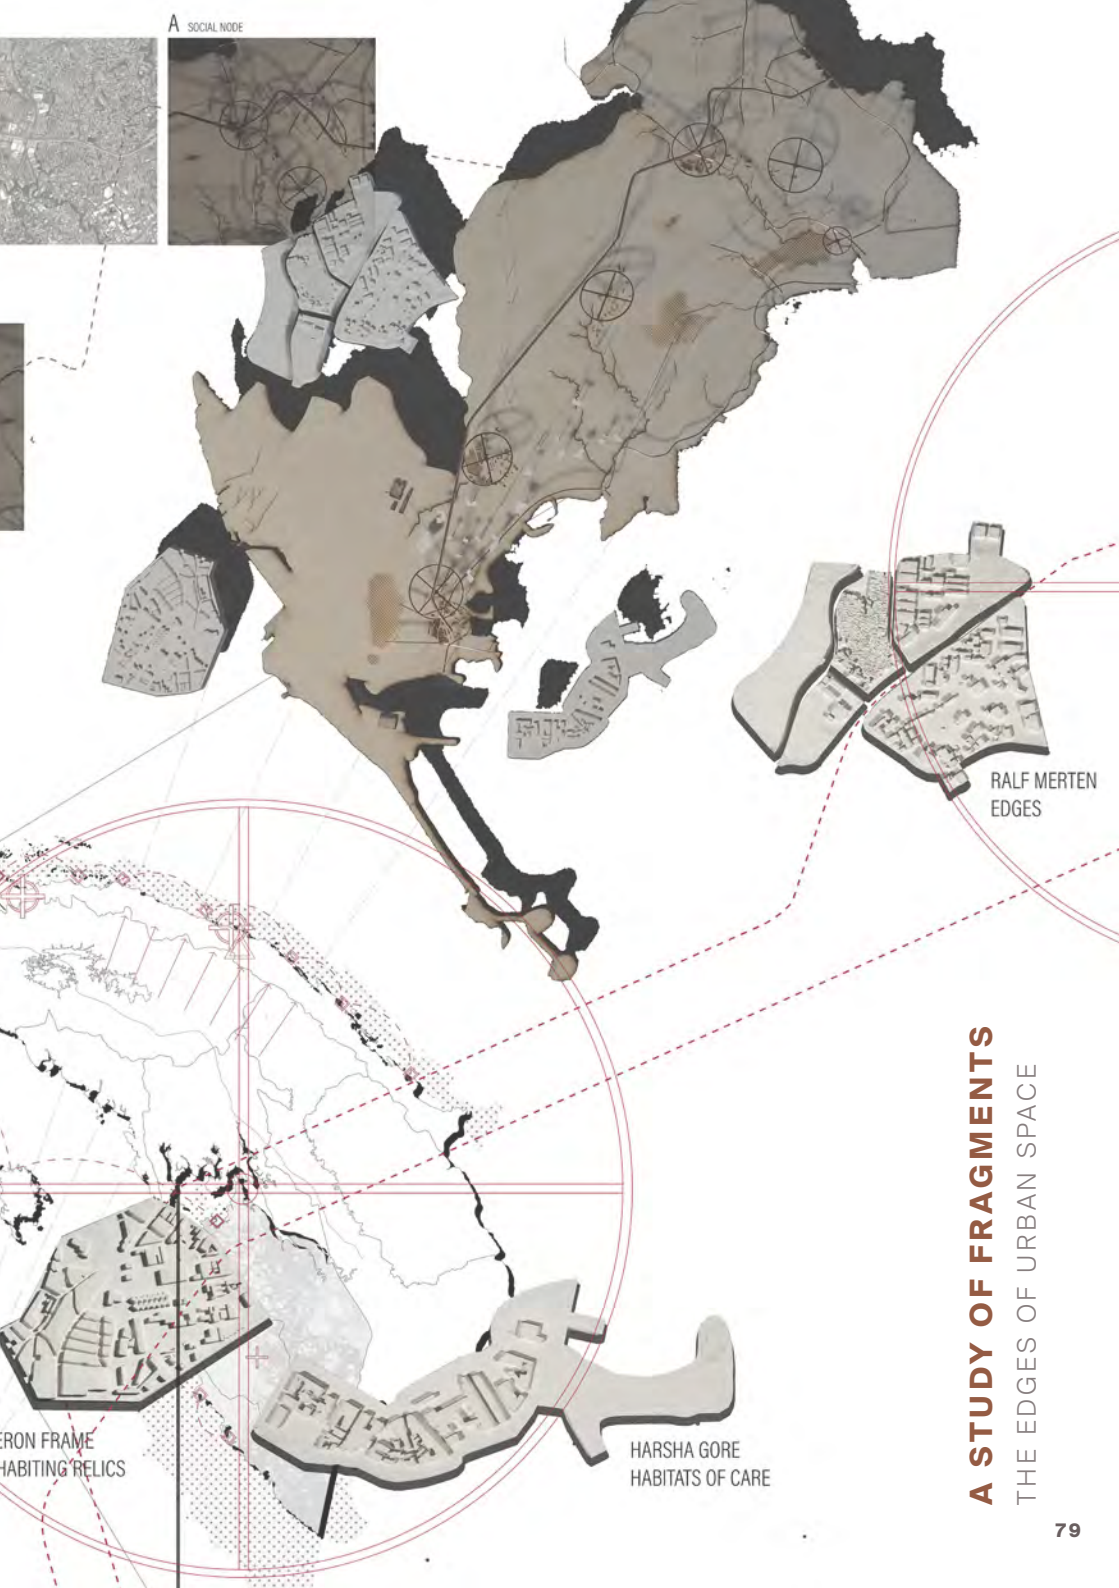 A SOCIAL NODE
RALF MERTEN
EDGES
ERON FRAME
HABITING RELICS
HARSHA GORE
HABITATS OF CARE
A STUDY OF FRAGMENTS
THE EDGES OF URBAN SPACE
79